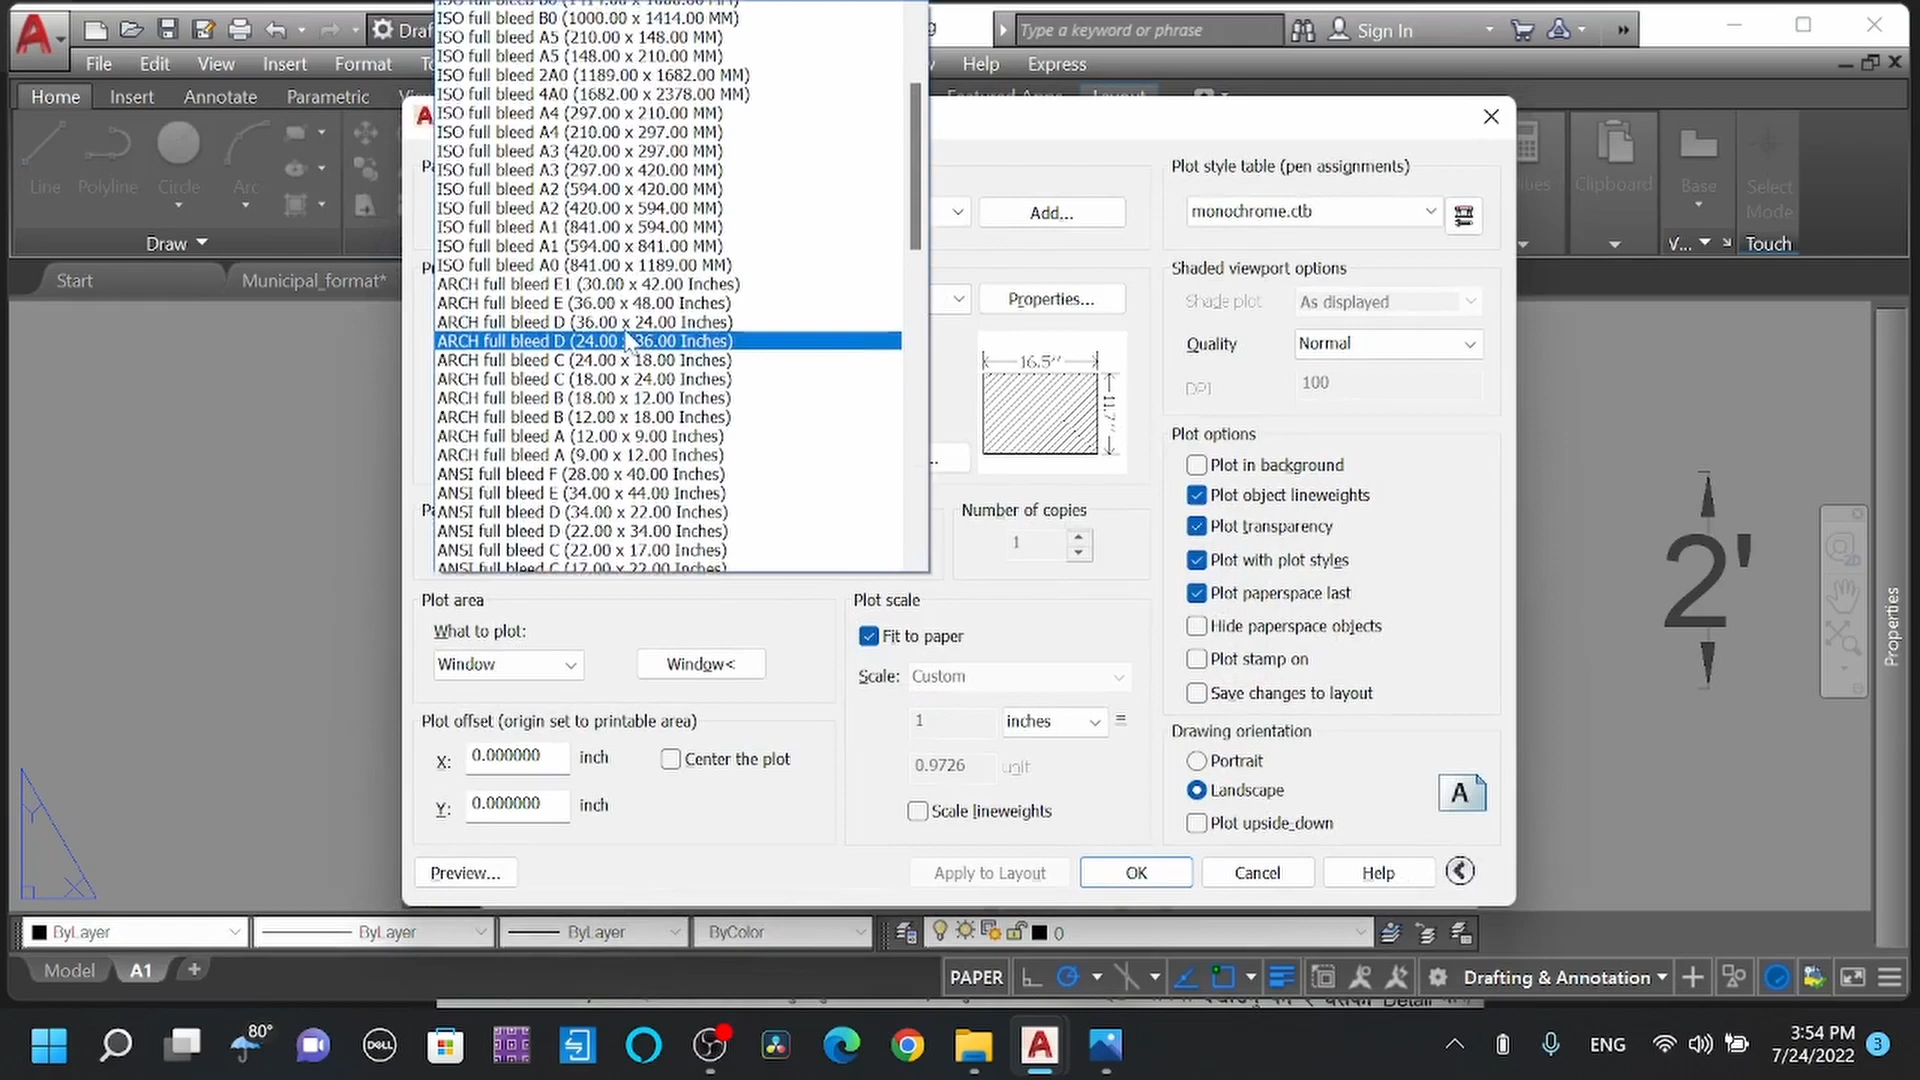 Draf
Type a keyword or phrase
Sign In
File Edit View Insert Format
Help Express
Home Insert Annotate Parametric
Layout
Line Polyline Circle Arc
Clipboard
Base
Select
Mode
Draw
V...
Touch
Start Municipal_format*
ISO full bleed B0 (1000.00 x 1414.00 MM)
ISO full bleed A5 (210.00 x 148.00 MM)
ISO full bleed A5 (148.00 x 210.00 MM)
ISO full bleed 2A0 (1189.00 x 1682.00 MM)
ISO full bleed 4A0 (1682.00 x 2378.00 MM)
ISO full bleed A4 (297.00 x 210.00 MM)
ISO full bleed A4 (210.00 x 297.00 MM)
ISO full bleed A3 (420.00 x 297.00 MM)
ISO full bleed A3 (297.00 x 420.00 MM)
ISO full bleed A2 (594.00 x 420.00 MM)
ISO full bleed A2 (420.00 x 594.00 MM)
ISO full bleed A1 (841.00 x 594.00 MM)
ISO full bleed A1 (594.00 x 841.00 MM)
ISO full bleed A0 (841.00 x 1189.00 MM)
ARCH full bleed E1 (30.00 x 42.00 Inches)
ARCH full bleed E (36.00 x 48.00 Inches)
ARCH full bleed D (36.00 x 24.00 Inches)
ARCH full bleed D (24.00 x 36.00 Inches)
ARCH full bleed C (24.00 x 18.00 Inches)
ARCH full bleed C (18.00 x 24.00 Inches)
ARCH full bleed B (18.00 x 12.00 Inches)
ARCH full bleed B (12.00 x 18.00 Inches)
ARCH full bleed A (12.00 x 9.00 Inches)
ARCH full bleed A (9.00 x 12.00 Inches)
ANSI full bleed F (28.00 x 40.00 Inches)
ANSI full bleed E (34.00 x 44.00 Inches)
ANSI full bleed D (34.00 x 22.00 Inches)
ANSI full bleed D (22.00 x 34.00 Inches)
ANSI full bleed C (22.00 x 17.00 Inches)
ANSI full bleed C (17.00 x 22.00 Inches)
Add...
Properties...
16.5''
11.7''
Number of copies
1
Plot style table (pen assignments)
monochrome.ctb
Shaded viewport options
Shade plot As displayed
Quality Normal
DPI 100
Plot options
Plot in background
Plot object lineweights
Plot transparency
Plot with plot styles
Plot paperspace last
Hide paperspace objects
Plot stamp on
Save changes to layout
Drawing orientation
Portrait
Landscape
Plot upside_down
A
Plot area
What to plot:
Window Window<
Plot offset (origin set to printable area)
X: 0.000000 inch Center the plot
Y: 0.000000 inch
Plot scale
Fit to paper
Scale: Custom
1 inches =
0.9726 unit
Scale lineweights
Preview... Apply to Layout OK Cancel Help
2'
Properties
ByLayer ByLayer ByLayer ByColor 0
Model A1 + PAPER Drafting & Annotation
80°
DELL
ENG
3:54 PM
7/24/2022
3